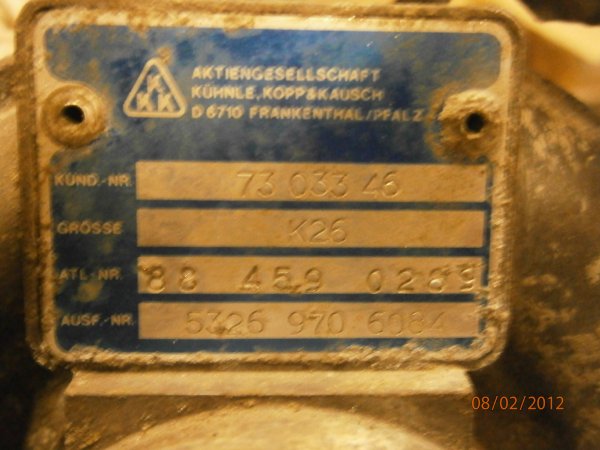 KKK
AKTIENGESELLSCHAFT
KÜHNLE, KOPP & KAUSCH
D 6710 FRANKENTHAL/PFALZ
KUND.-NR. 73 033 46
GRÖSSE K26
ATL-NR. 88 459 0289
AUSF.-NR. 5326 970 6084
08/02/2012